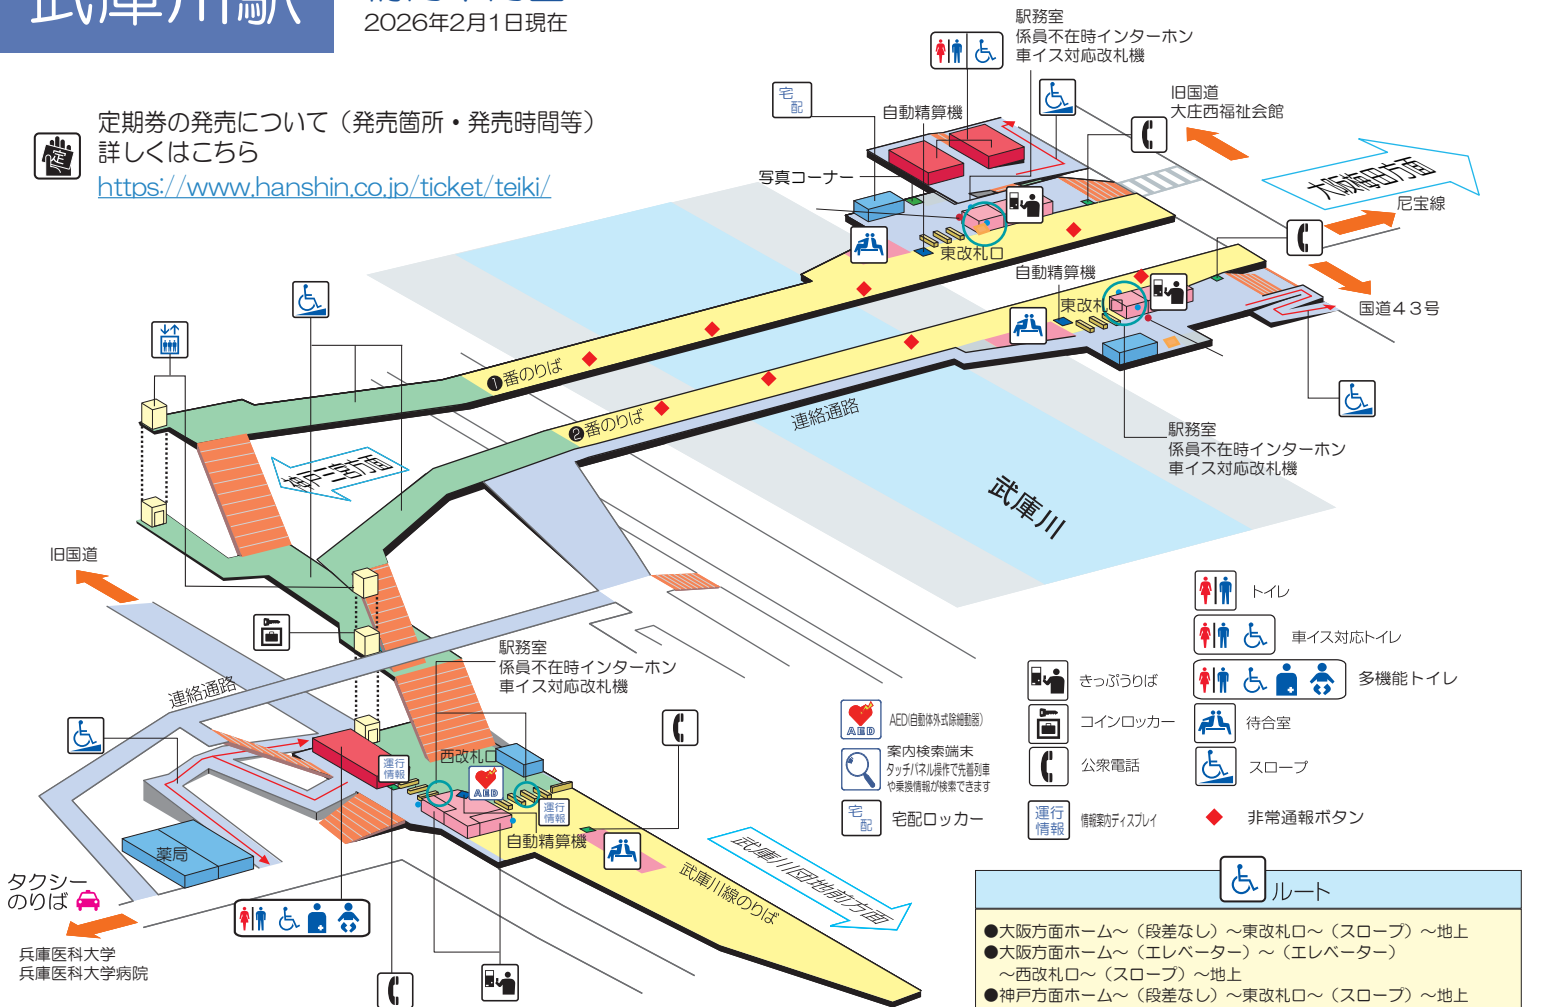 武庫川駅
2026年2月1日現在
定期券の発売について（発売箇所・発売時間等）
詳しくはこちら
https://www.hanshin.co.jp/ticket/teiki/
駅務室
係員不在時インターホン
車イス対応改札機
宅配
自動精算機
旧国道
大庄西福祉会館
大阪梅田方面
写真コーナー
尼宝線
東改札口
自動精算機
東改札
国道４３号
❶番のりば
❷番のりば
連絡通路
神戸三宮方面
駅務室
係員不在時インターホン
車イス対応改札機
武庫川
旧国道
駅務室
係員不在時インターホン
車イス対応改札機
連絡通路
西改札口
運行
情報
AED
運行
情報
自動精算機
薬局
タクシー
のりば
武庫川線のりば
武庫川団地前方面
兵庫医科大学
兵庫医科大学病院
トイレ
車イス対応トイレ
多機能トイレ
きっぷうりば
コインロッカー
待合室
公衆電話
スロープ
運行
情報
情報案内ディスプレイ
非常通報ボタン
AED
AED(自動体外式除細動器)
案内検索端末
タッチパネル操作で先着列車
や乗換情報が検索できます
宅配
宅配ロッカー
ルート
●大阪方面ホーム～（段差なし）～東改札口～（スロープ）～地上
●大阪方面ホーム～（エレベーター）～（エレベーター）
～西改札口～（スロープ）～地上
●神戸方面ホーム～（段差なし）～東改札口～（スロープ）～地上